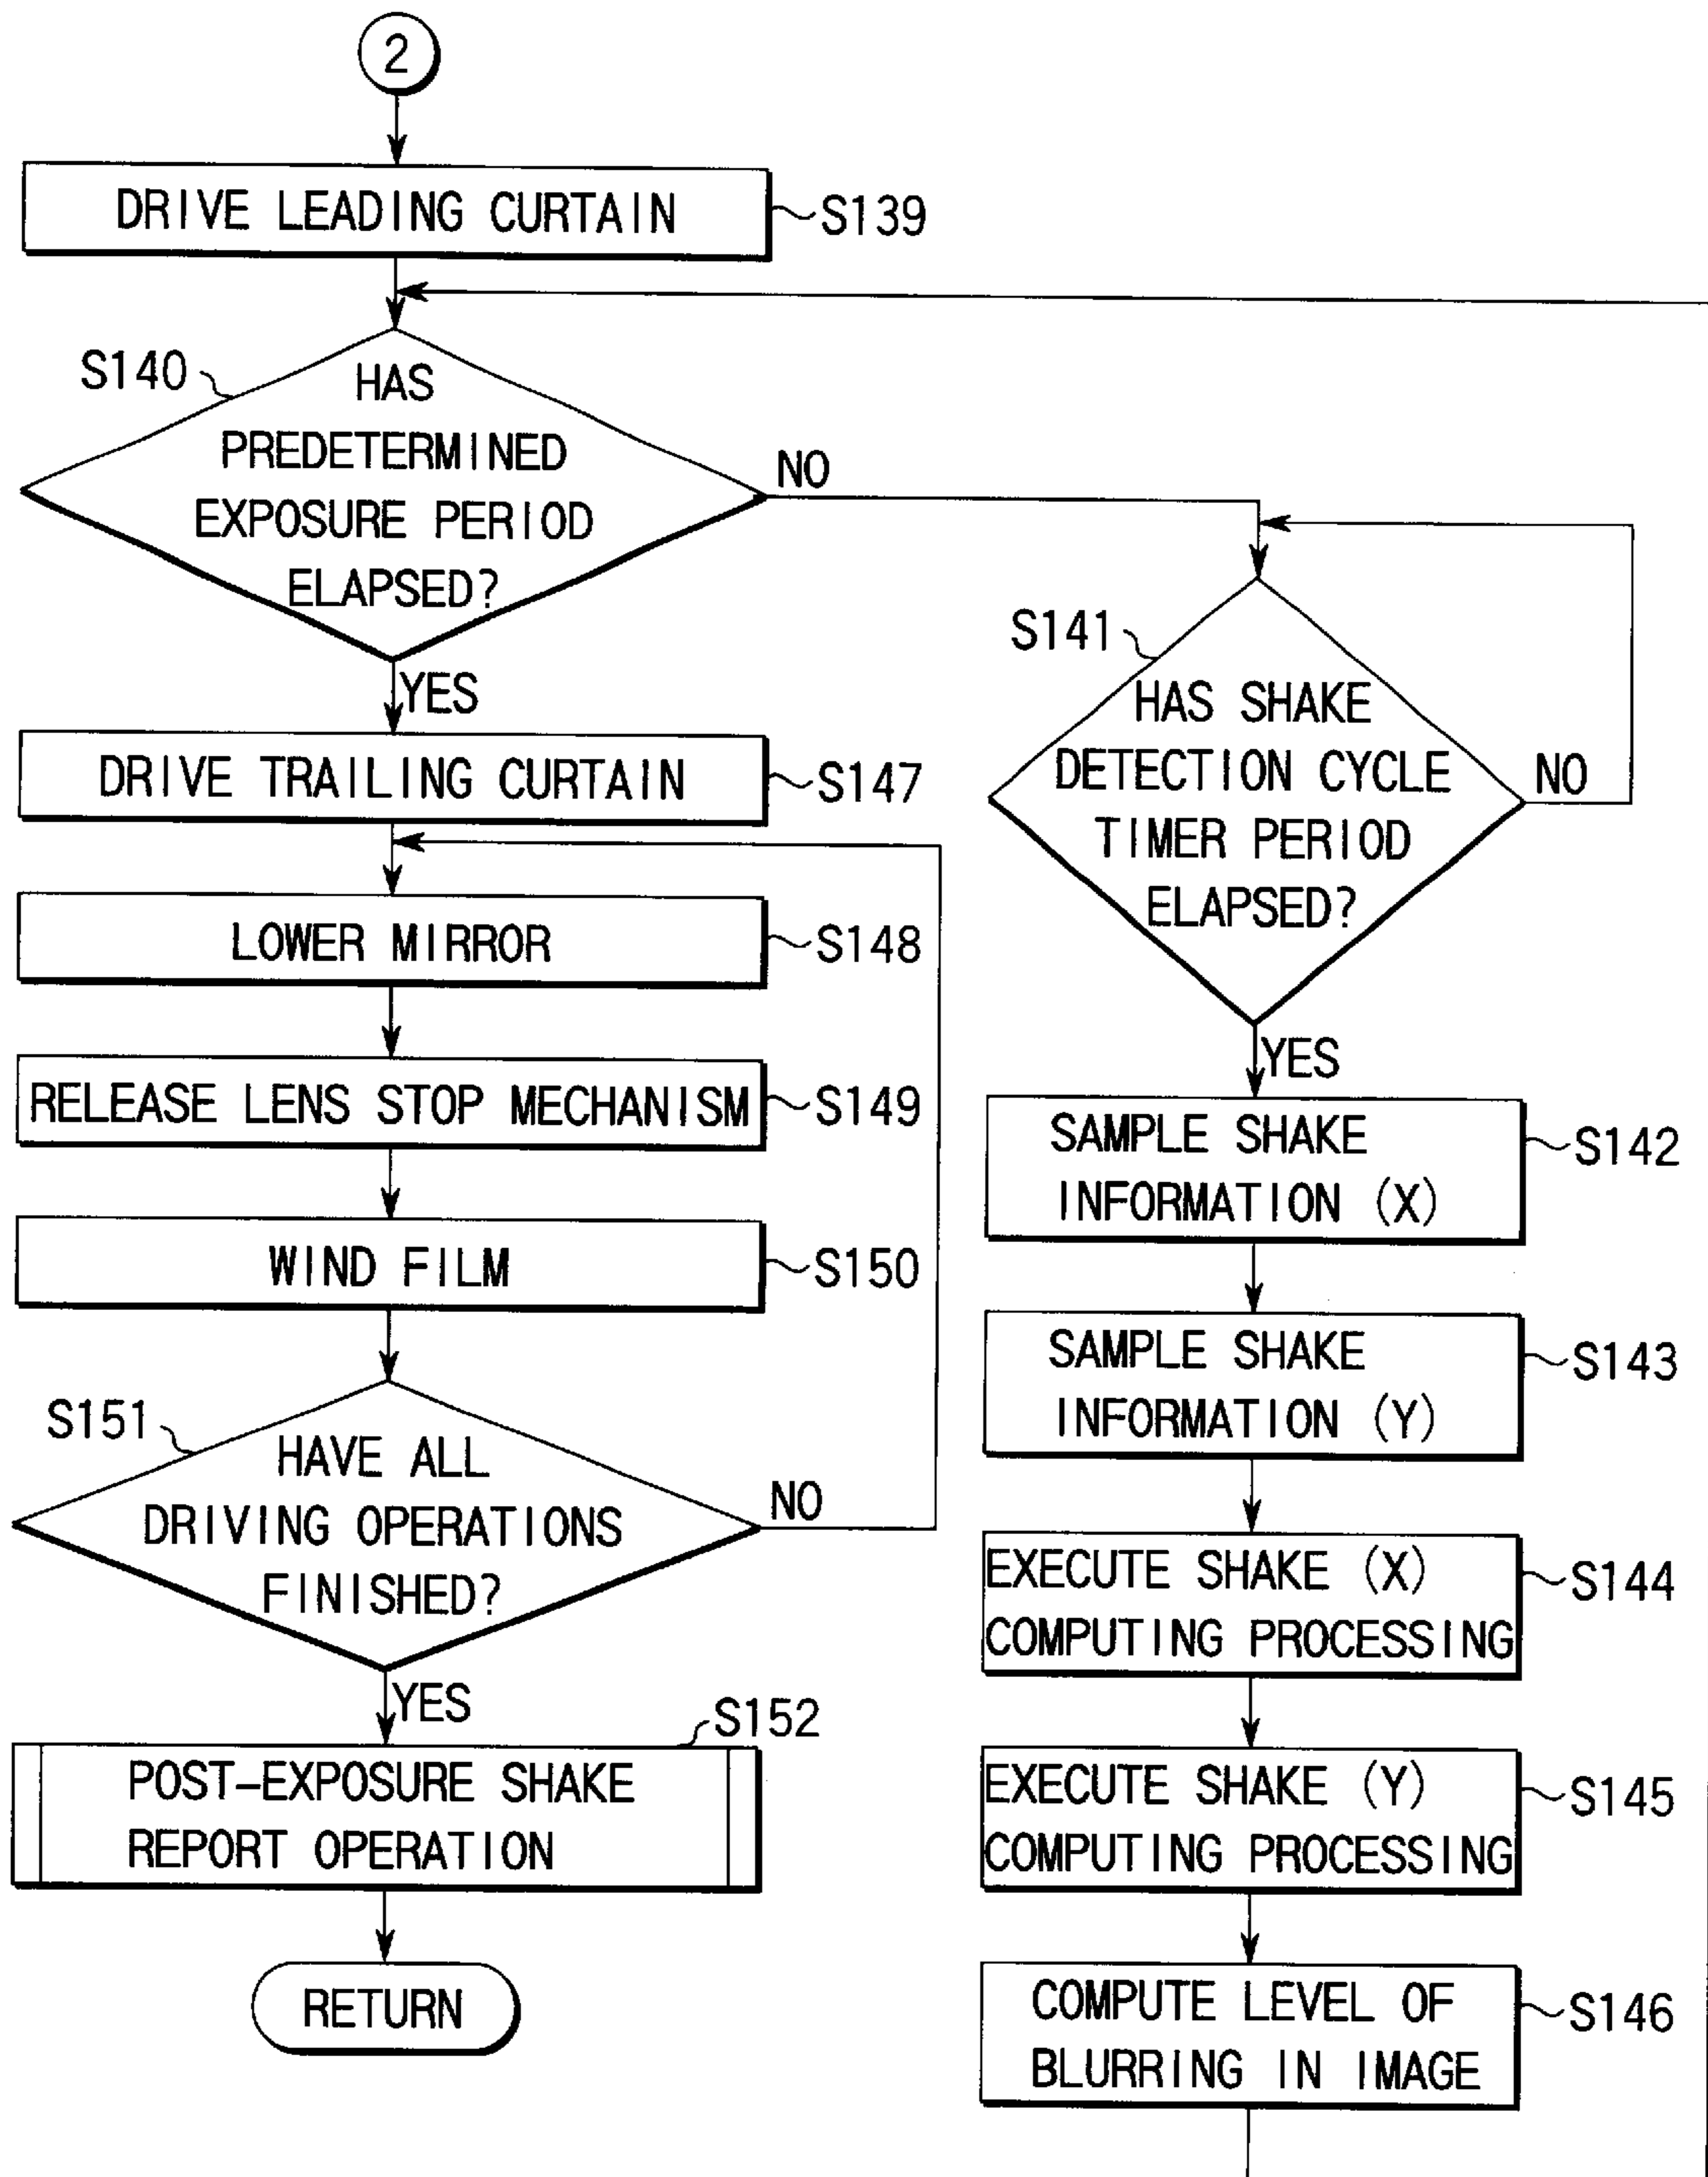 2
DRIVE LEADING CURTAIN
S139
S140
HAS
PREDETERMINED
EXPOSURE PERIOD
ELAPSED?
NO
YES
DRIVE TRAILING CURTAIN
S147
LOWER MIRROR
S148
RELEASE LENS STOP MECHANISM
S149
WIND FILM
S150
S151
HAVE ALL
DRIVING OPERATIONS
FINISHED?
NO
YES
S152
POST-EXPOSURE SHAKE
REPORT OPERATION
RETURN
S141
HAS SHAKE
DETECTION CYCLE
TIMER PERIOD
ELAPSED?
NO
YES
SAMPLE SHAKE
INFORMATION (X)
S142
SAMPLE SHAKE
INFORMATION (Y)
S143
EXECUTE SHAKE (X)
COMPUTING PROCESSING
S144
EXECUTE SHAKE (Y)
COMPUTING PROCESSING
S145
COMPUTE LEVEL OF
BLURRING IN IMAGE
S146